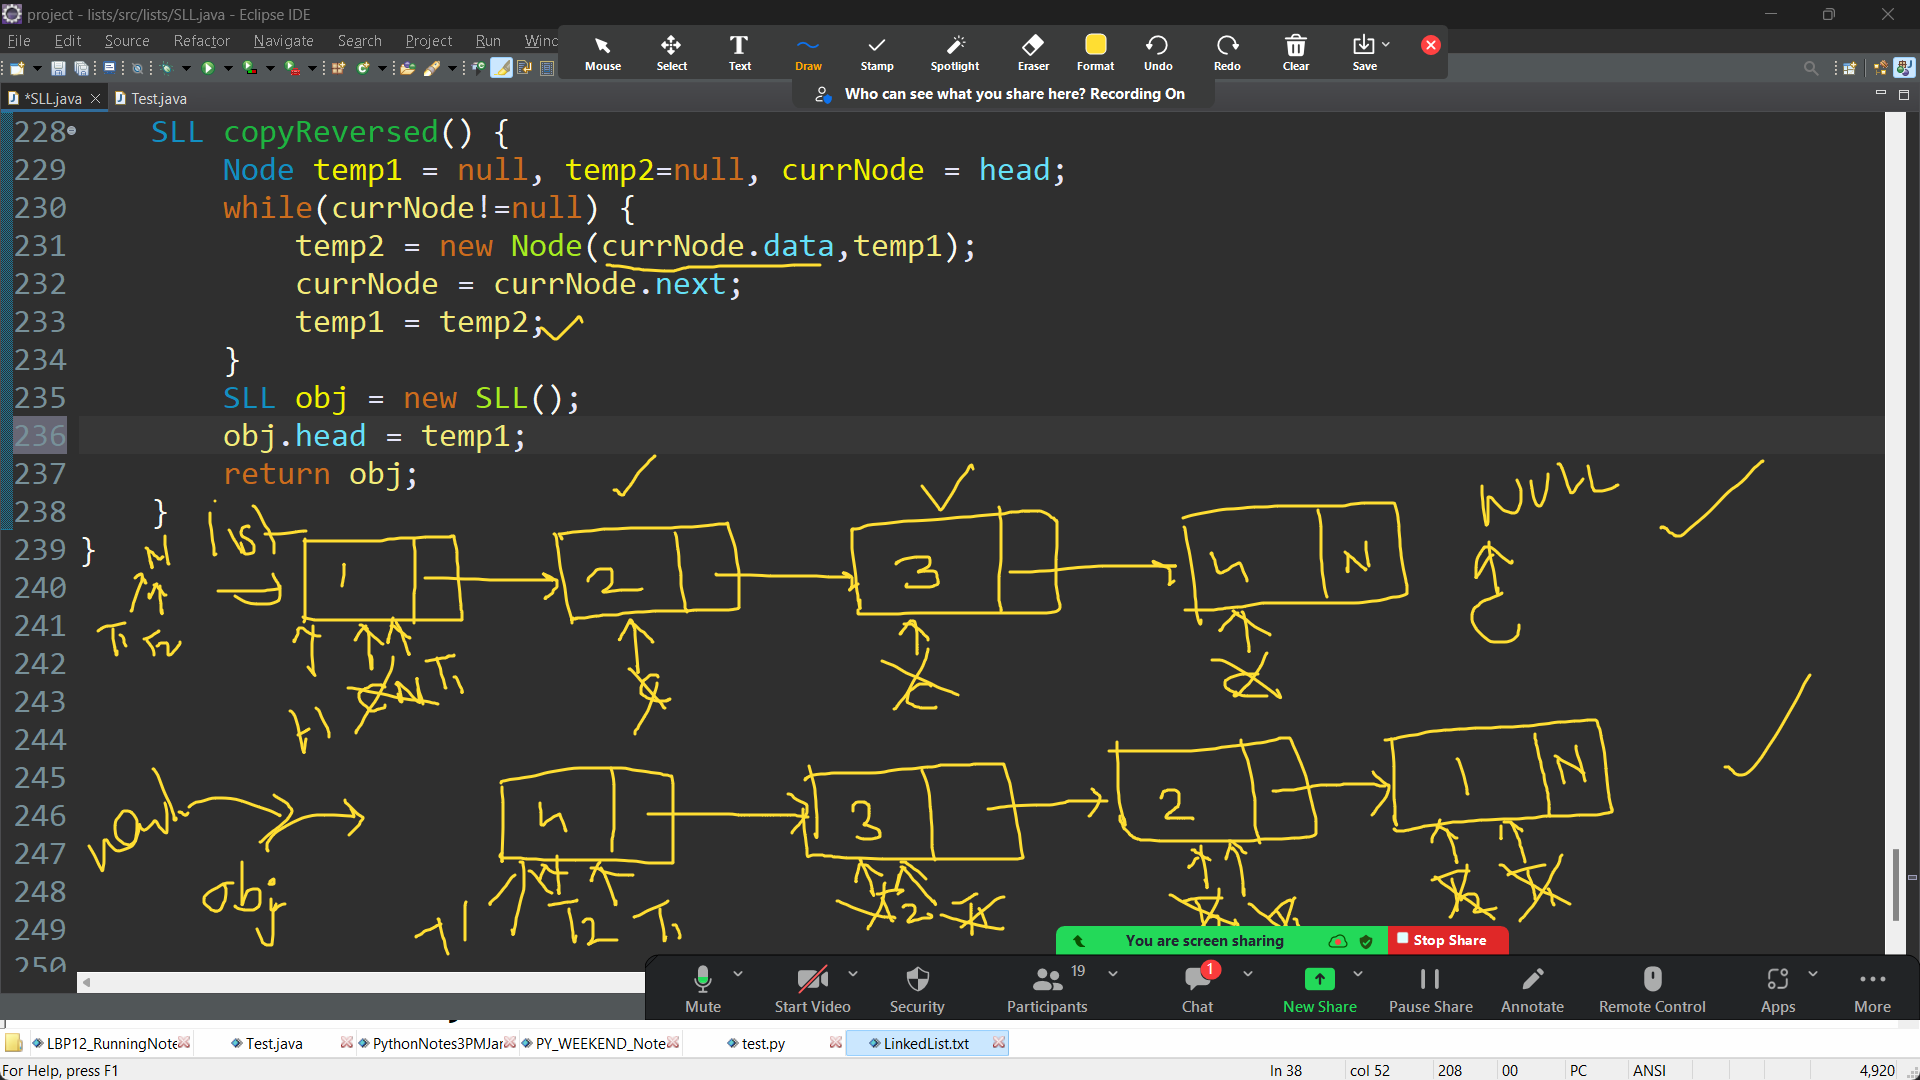 project - lists/src/lists/SLL.java - Eclipse IDE
File Edit Source Refactor Navigate Search Project Run Wind
Mouse Select Text Draw Stamp Spotlight Eraser Format Undo Redo Clear Save
Who can see what you share here? Recording On
*SLL.java Test.java
228 SLL copyReversed() {
229 Node temp1 = null, temp2=null, currNode = head;
230 while(currNode!=null) {
231 temp2 = new Node(currNode.data,temp1);
232 currNode = currNode.next;
233 temp1 = temp2;
234 }
235 SLL obj = new SLL();
236 obj.head = temp1;
237 return obj;
238 }
239 }
240
241
242
243
244
245
246
247
248
249
250
NULL
list
N
1 2 3 4 N
T1 T2
C
T1
4 3 2 1 N
obj
T2 T1
You are screen sharing Stop Share
Mute Start Video Security 19 Participants 1 Chat New Share Pause Share Annotate Remote Control Apps More
LBP12_RunningNote Test.java PythonNotes3PMJan PY_WEEKEND_Note test.py LinkedList.txt
For Help, press F1 ln 38 col 52 208 00 PC ANSI 4,920